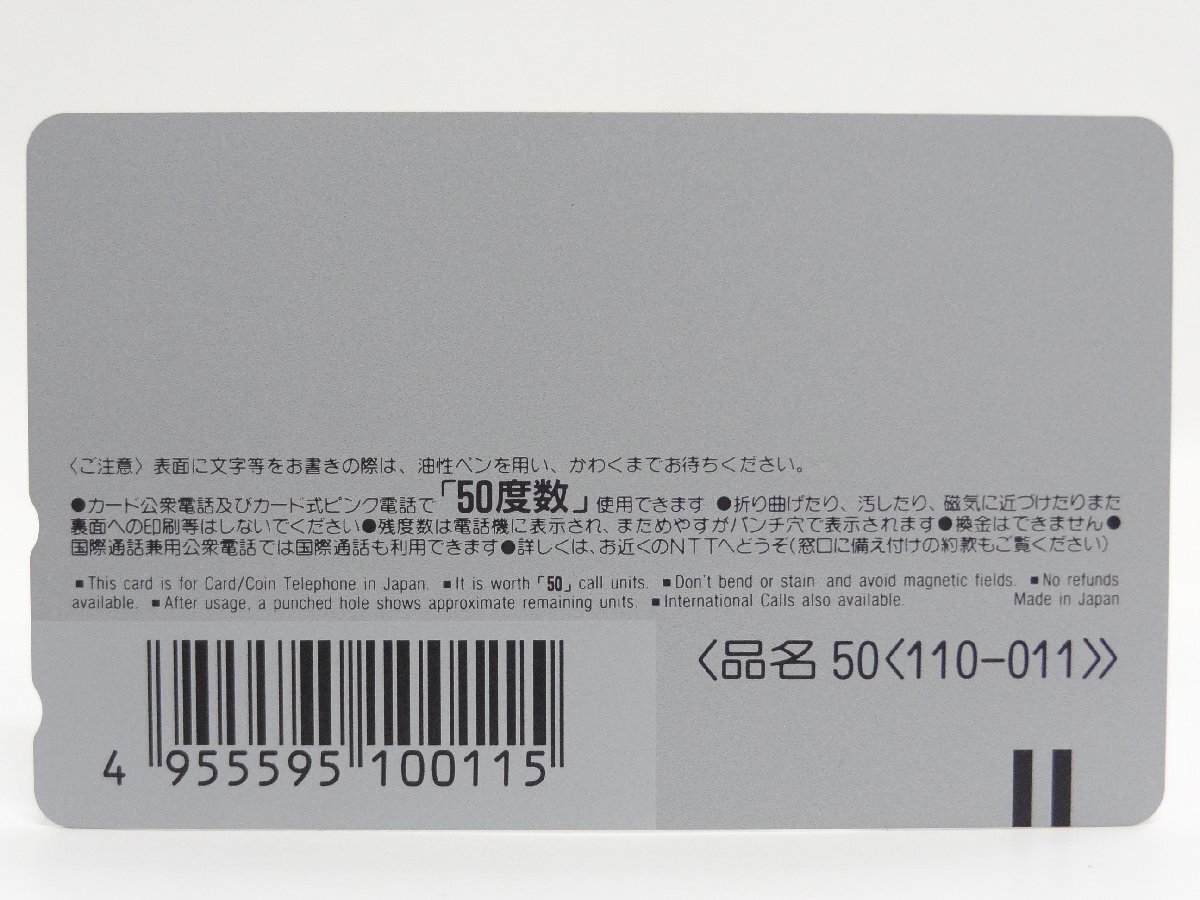 〈ご注意〉表面に文字等をお書きの際は、油性ペンを用い、かわくまでお待ちください。
●カード公衆電話及びカード式ピンク電話で「50度数」使用できます ●折り曲げたり、汚したり、磁気に近づけたりまた
裏面への印刷等はしないでください●残度数は電話機に表示され、まためやすがパンチ穴で表示されます●換金はできません●
国際通話兼用公衆電話では国際通話も利用できます●詳しくは、お近くのNTTへどうぞ(窓口に備え付けの約款もご覧ください)
■This card is for Card/Coin Telephone in Japan. ■It is worth「50」call units. ■Don't bend or stain and avoid magnetic fields. ■No refunds
available. ■After usage, a punched hole shows approximate remaining units. ■International Calls also available. Made in Japan
〈品名 50〈110-011〉〉
4 955595 100115